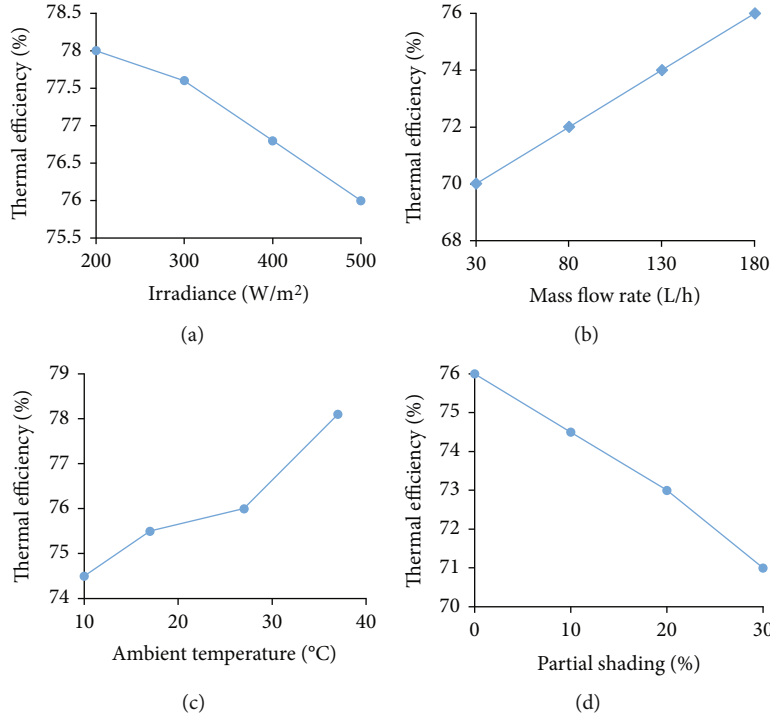 78.5
78
77.5
77
76.5
76
75.5
200 300 400 500
Thermal efficiency (%)
Irradiance (W/m²)
(a)
76
74
72
70
68
30 80 130 180
Thermal efficiency (%)
Mass flow rate (L/h)
(b)
79
78
77
76
75
74
10 20 30 40
Thermal efficiency (%)
Ambient temperature (°C)
(c)
76
75
74
73
72
71
70
0 10 20 30
Thermal efficiency (%)
Partial shading (%)
(d)